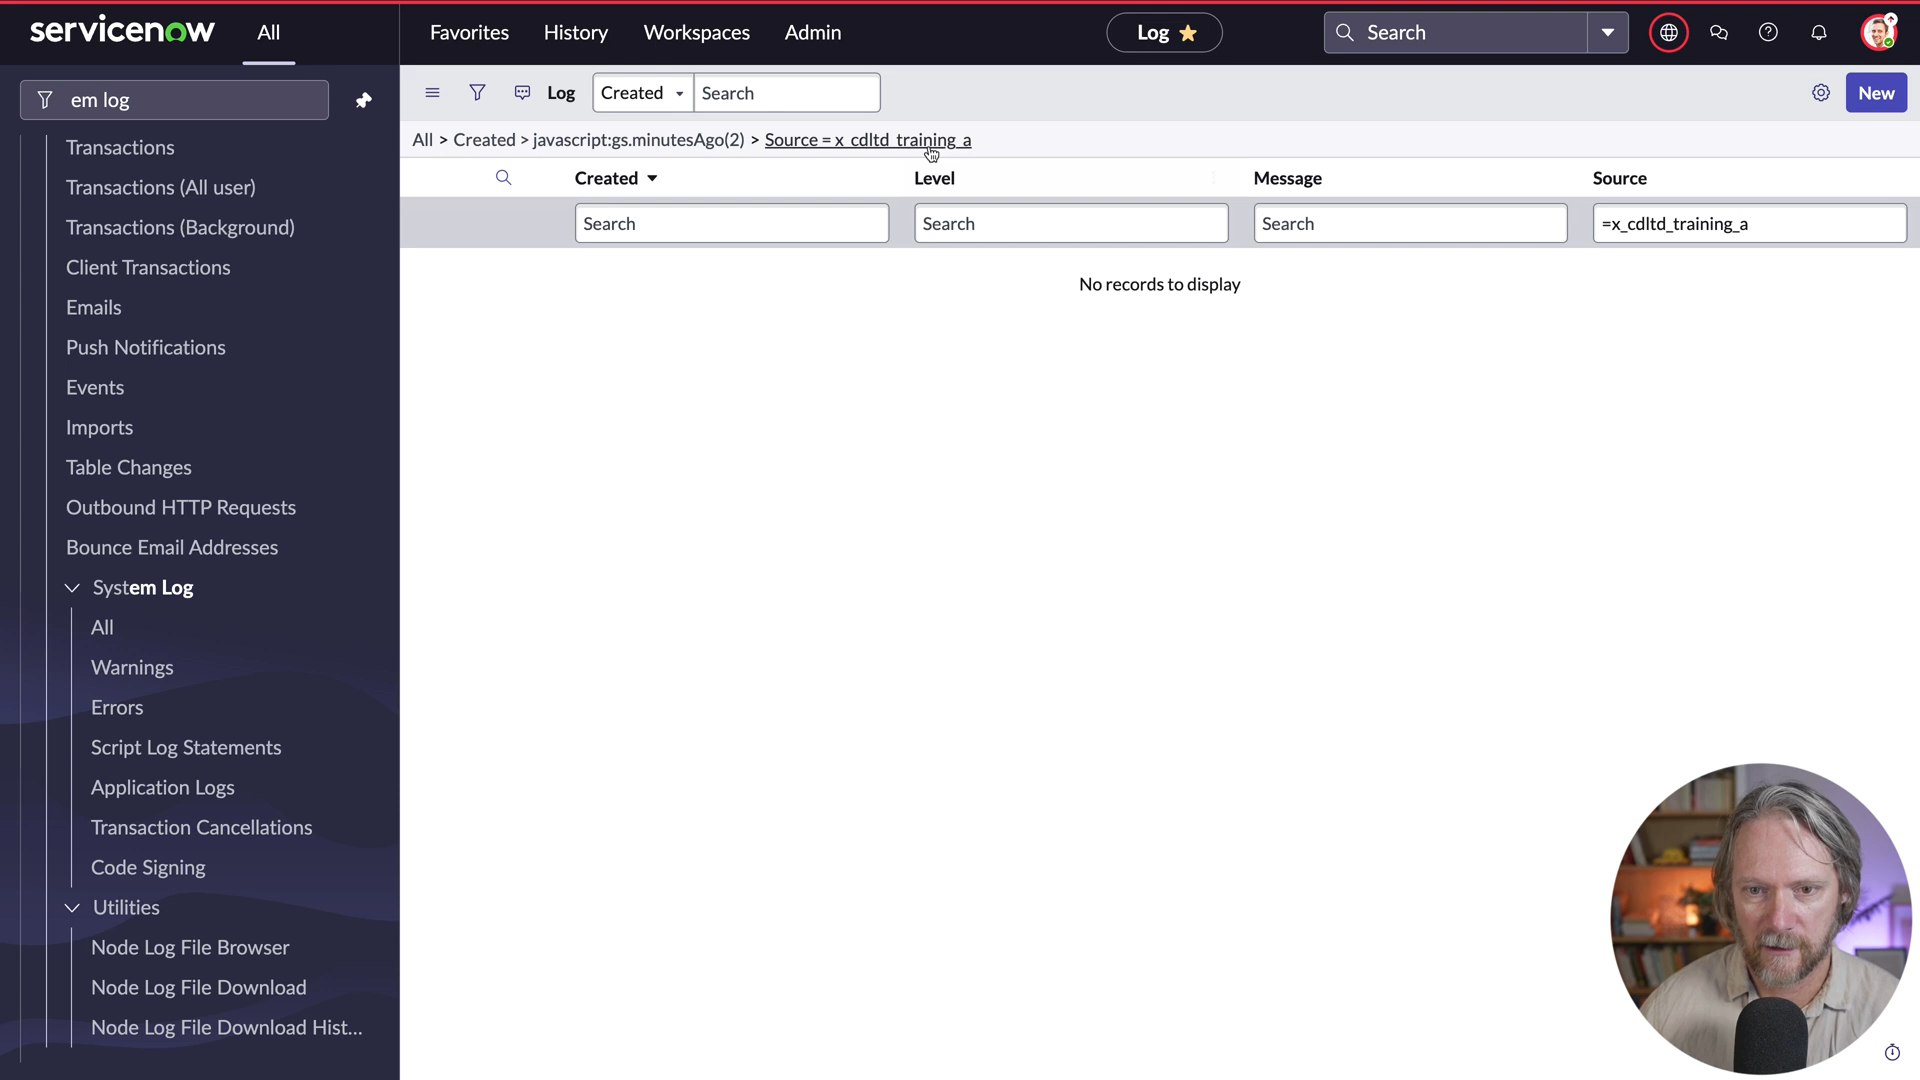 servicenow
All
Favorites
History
Workspaces
Admin
Log
Search
em log
Transactions
Transactions (All user)
Transactions (Background)
Client Transactions
Emails
Push Notifications
Events
Imports
Table Changes
Outbound HTTP Requests
Bounce Email Addresses
System Log
All
Warnings
Errors
Script Log Statements
Application Logs
Transaction Cancellations
Code Signing
Utilities
Node Log File Browser
Node Log File Download
Node Log File Download Hist...
Log
Created
Search
New
All > Created > javascript:gs.minutesAgo(2) > Source = x_cdltd_training_a
Created Level Message Source
Search Search Search =x_cdltd_training_a
No records to display